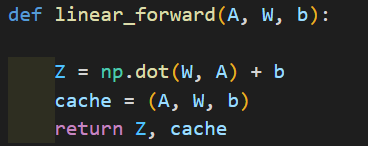 def linear_forward(A, W, b):
    Z = np.dot(W, A) + b
    cache = (A, W, b)
    return Z, cache